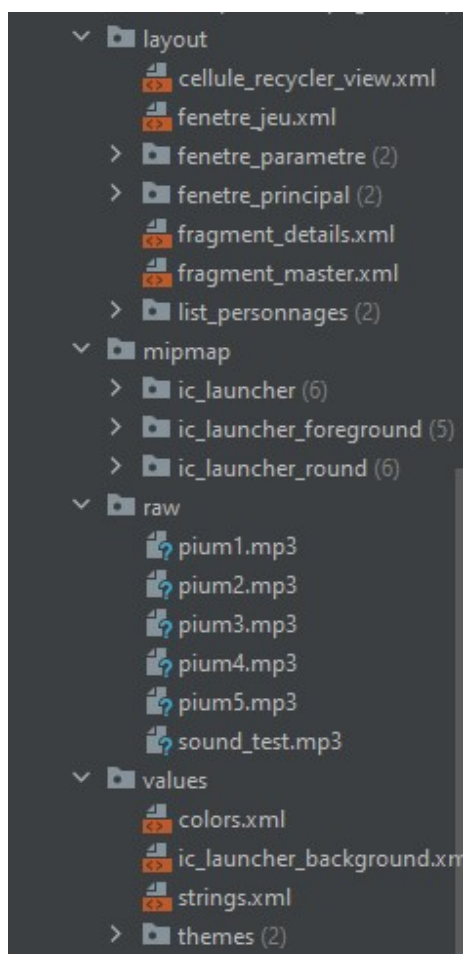 layout
cellule_recycler_view.xml
fenetre_jeu.xml
fenetre_parametre (2)
fenetre_principal (2)
fragment_details.xml
fragment_master.xml
list_personnages (2)
mipmap
ic_launcher (6)
ic_launcher_foreground (5)
ic_launcher_round (6)
raw
pium1.mp3
pium2.mp3
pium3.mp3
pium4.mp3
pium5.mp3
sound_test.mp3
values
colors.xml
ic_launcher_background.xm
strings.xml
themes (2)